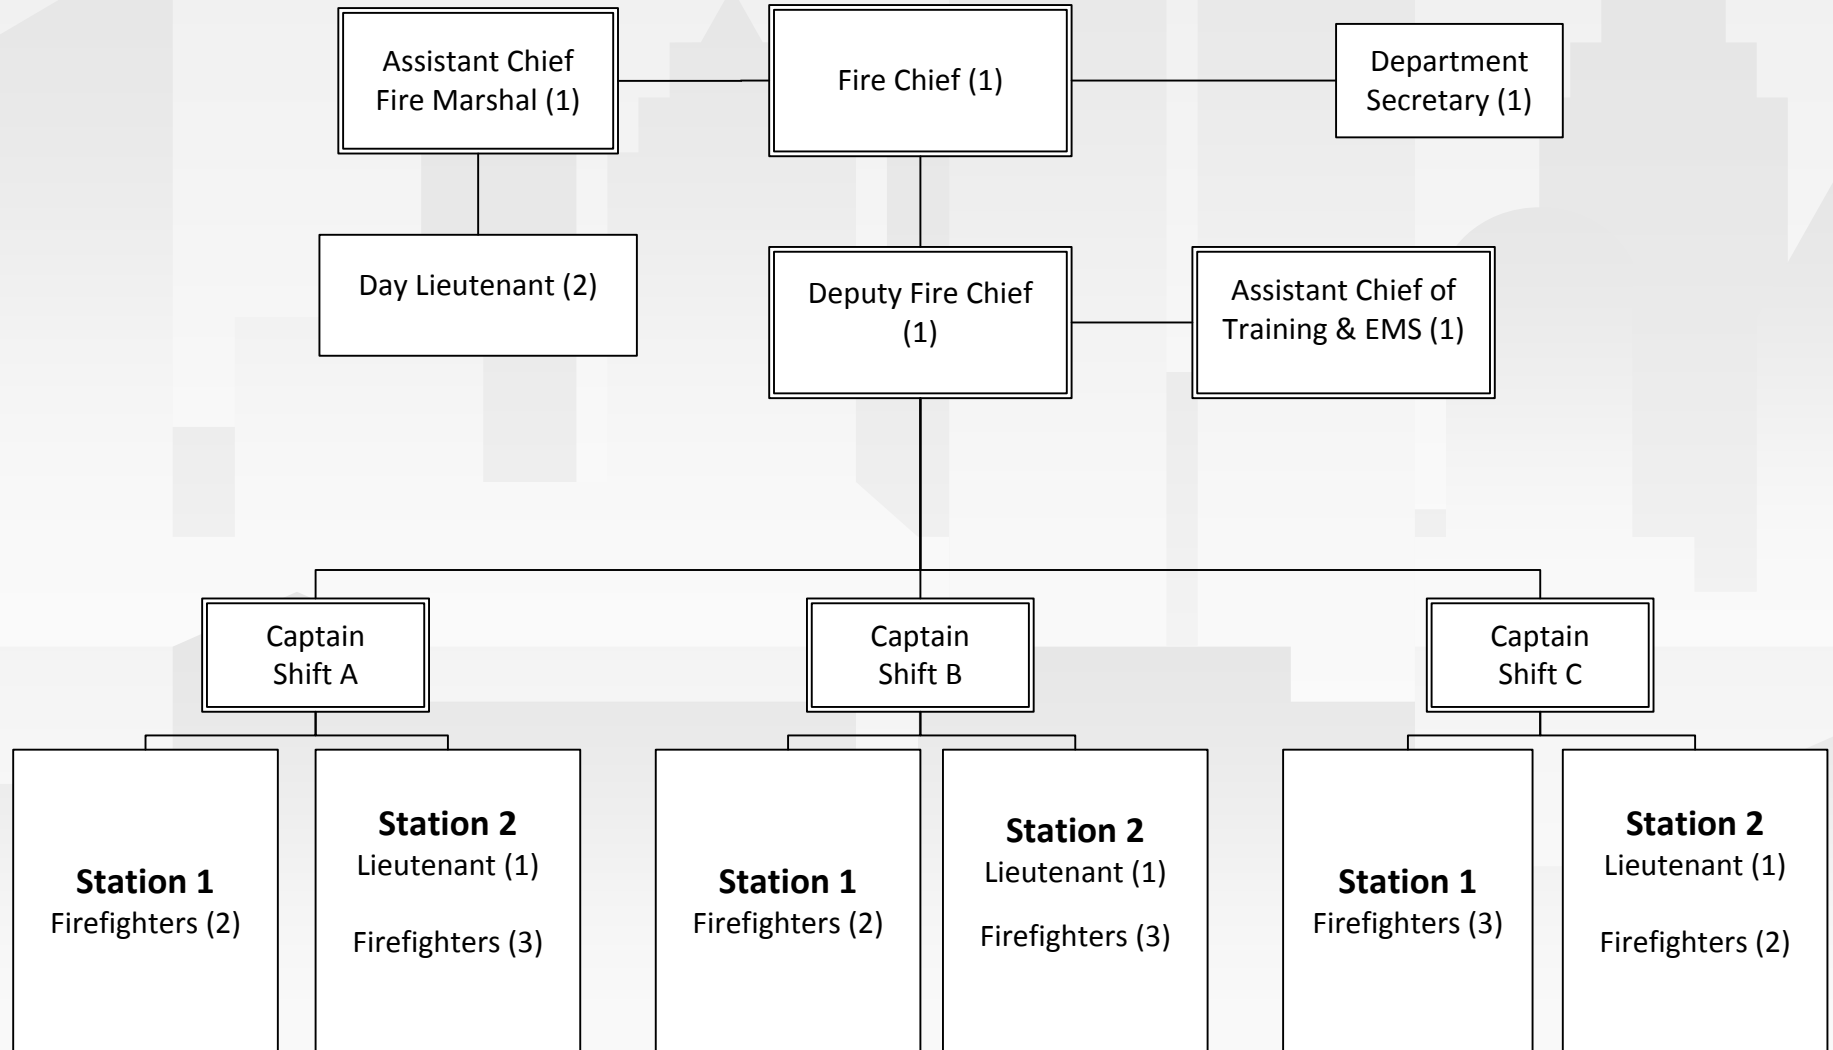 Assistant Chief
Fire Marshal (1)
Fire Chief (1)
Department
Secretary (1)
Day Lieutenant (2)
Deputy Fire Chief
(1)
Assistant Chief of
Training & EMS (1)
Captain
Shift A
Captain
Shift B
Captain
Shift C
Station 1
Firefighters (2)
Station 2
Lieutenant (1)
Firefighters (3)
Station 1
Firefighters (2)
Station 2
Lieutenant (1)
Firefighters (3)
Station 1
Firefighters (3)
Station 2
Lieutenant (1)
Firefighters (2)